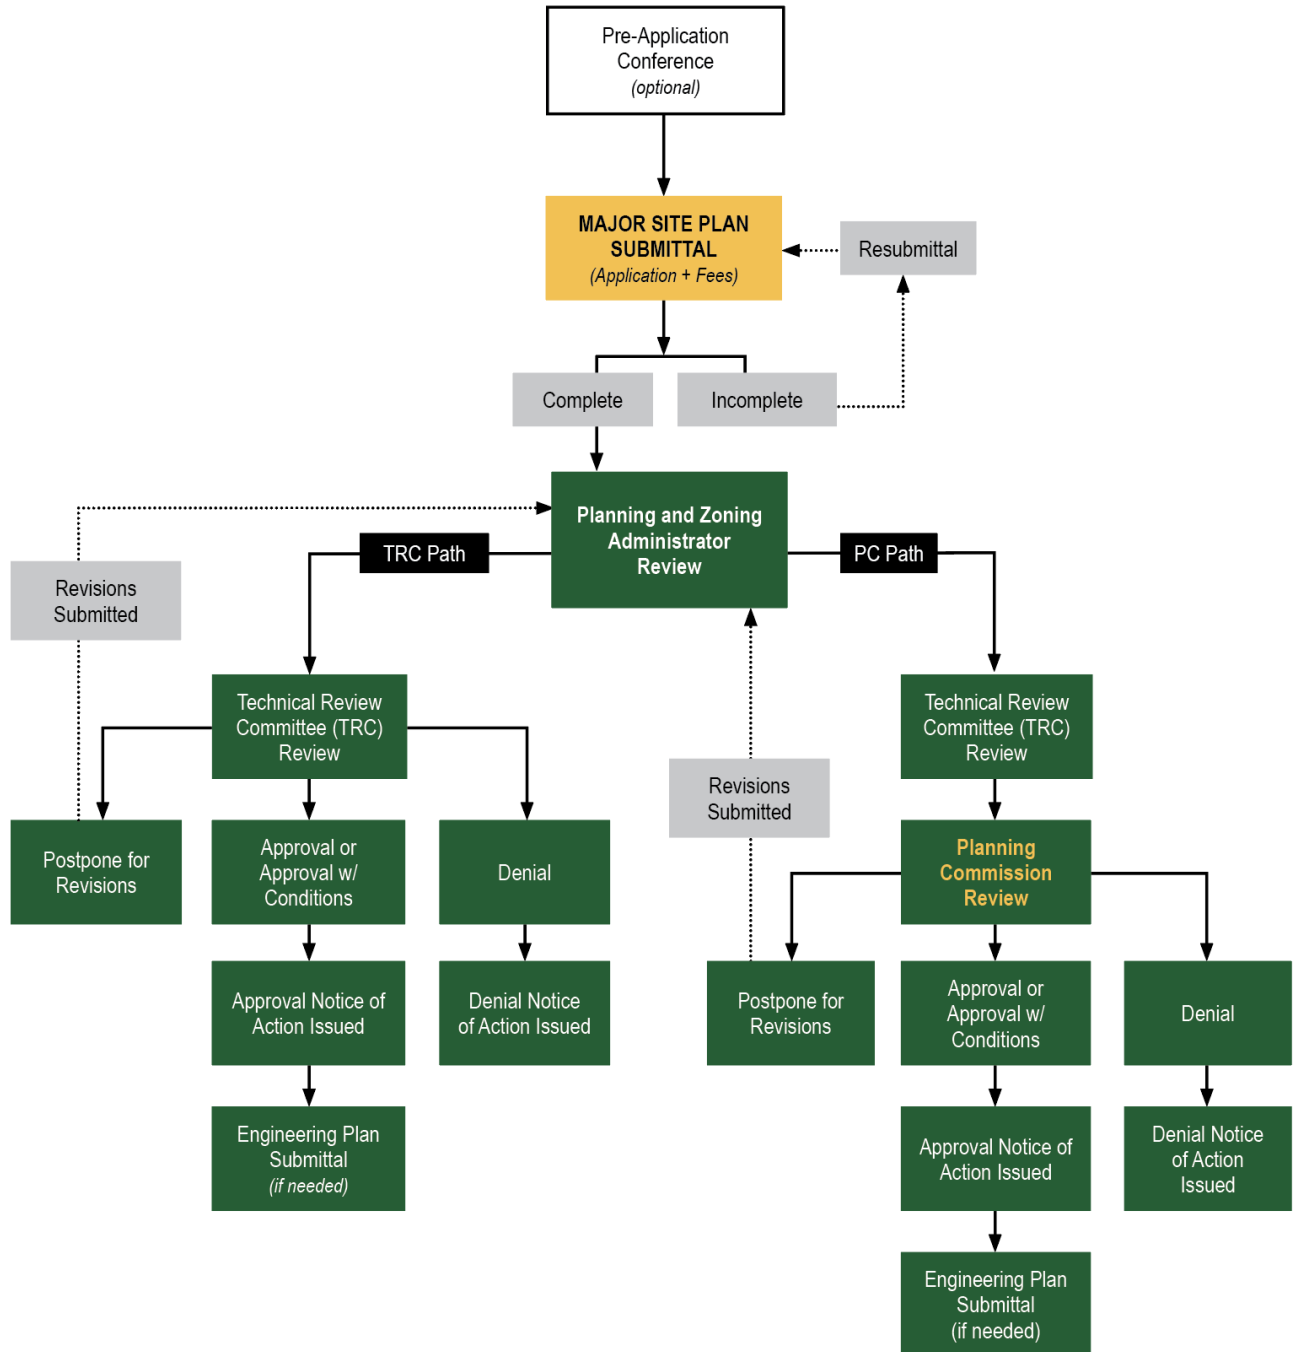 Pre-Application
Conference
(optional)
MAJOR SITE PLAN
SUBMITTAL
(Application + Fees)
Resubmittal
Complete
Incomplete
Planning and Zoning
Administrator
Review
TRC Path
PC Path
Revisions
Submitted
Technical Review
Committee (TRC)
Review
Technical Review
Committee (TRC)
Review
Revisions
Submitted
Postpone for
Revisions
Approval or
Approval w/
Conditions
Denial
Planning
Commission
Review
Approval Notice of
Action Issued
Denial Notice
of Action Issued
Postpone for
Revisions
Approval or
Approval w/
Conditions
Denial
Engineering Plan
Submittal
(if needed)
Approval Notice of
Action Issued
Denial Notice
of Action
Issued
Engineering Plan
Submittal
(if needed)